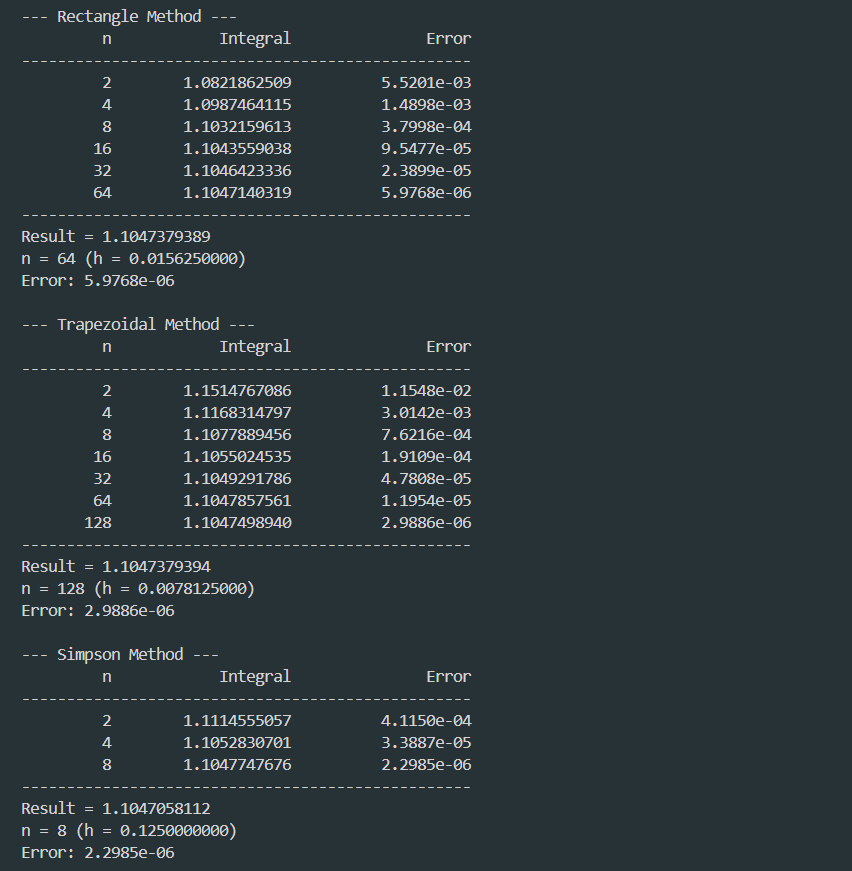 --- Rectangle Method ---
n Integral Error
--------------------------------------------------
2 1.0821862509 5.5201e-03
4 1.0987464115 1.4898e-03
8 1.1032159613 3.7998e-04
16 1.1043559038 9.5477e-05
32 1.1046423336 2.3899e-05
64 1.1047140319 5.9768e-06
--------------------------------------------------
Result = 1.1047379389
n = 64 (h = 0.0156250000)
Error: 5.9768e-06
--- Trapezoidal Method ---
n Integral Error
--------------------------------------------------
2 1.1514767086 1.1548e-02
4 1.1168314797 3.0142e-03
8 1.1077889456 7.6216e-04
16 1.1055024535 1.9109e-04
32 1.1049291786 4.7808e-05
64 1.1047857561 1.1954e-05
128 1.1047498940 2.9886e-06
--------------------------------------------------
Result = 1.1047379394
n = 128 (h = 0.0078125000)
Error: 2.9886e-06
--- Simpson Method ---
n Integral Error
--------------------------------------------------
2 1.1114555057 4.1150e-04
4 1.1052830701 3.3887e-05
8 1.1047747676 2.2985e-06
--------------------------------------------------
Result = 1.1047058112
n = 8 (h = 0.1250000000)
Error: 2.2985e-06